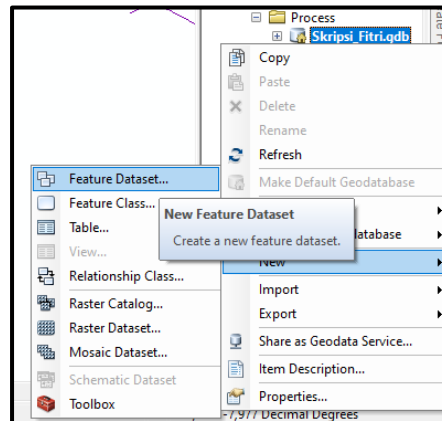 Process
Skripsi_Fitri.gdb
Copy
Paste
Delete
Rename
Refresh
Make Default Geodatabase
atabase
New
Import
Export
Share as Geodata Service...
Item Description...
Properties...
Feature Dataset...
Feature Class...
Table...
View...
Relationship Class...
Raster Catalog...
Raster Dataset...
Mosaic Dataset...
Schematic Dataset
Toolbox
New Feature Dataset
Create a new feature dataset.
-7,977 Decimal Degrees